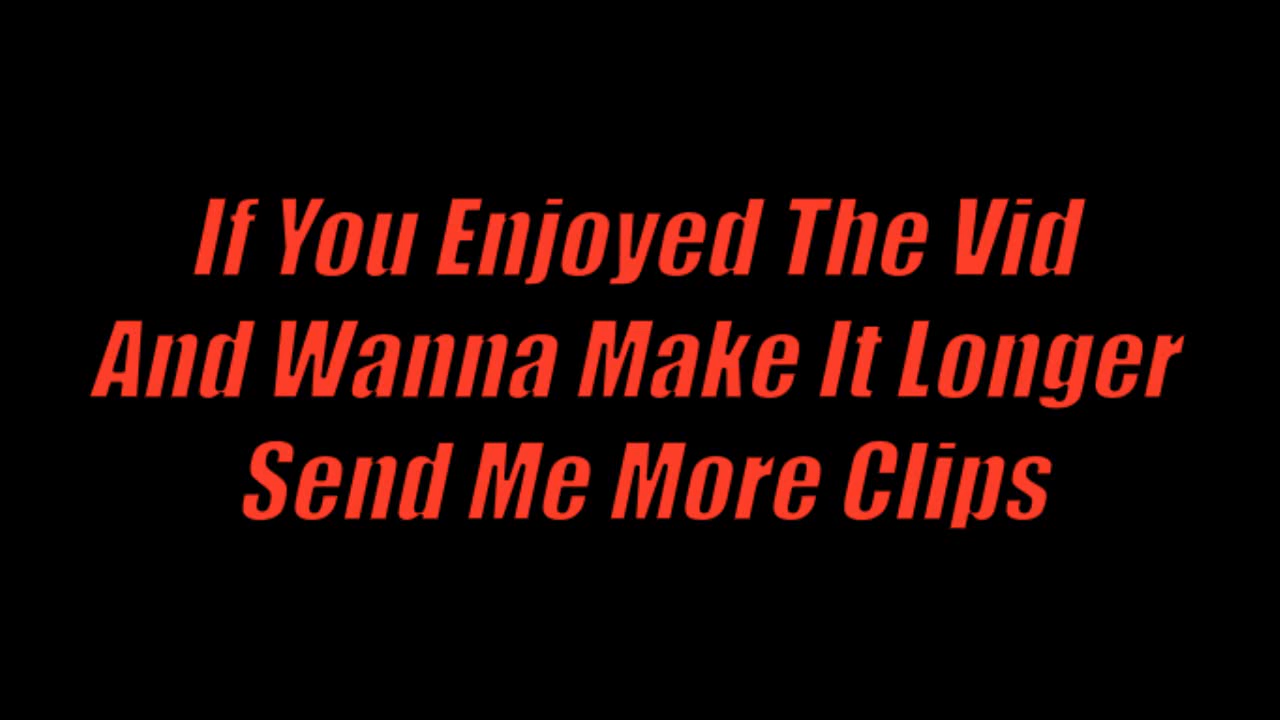 If You Enjoyed The Vid
And Wanna Make It Longer
Send Me More Clips